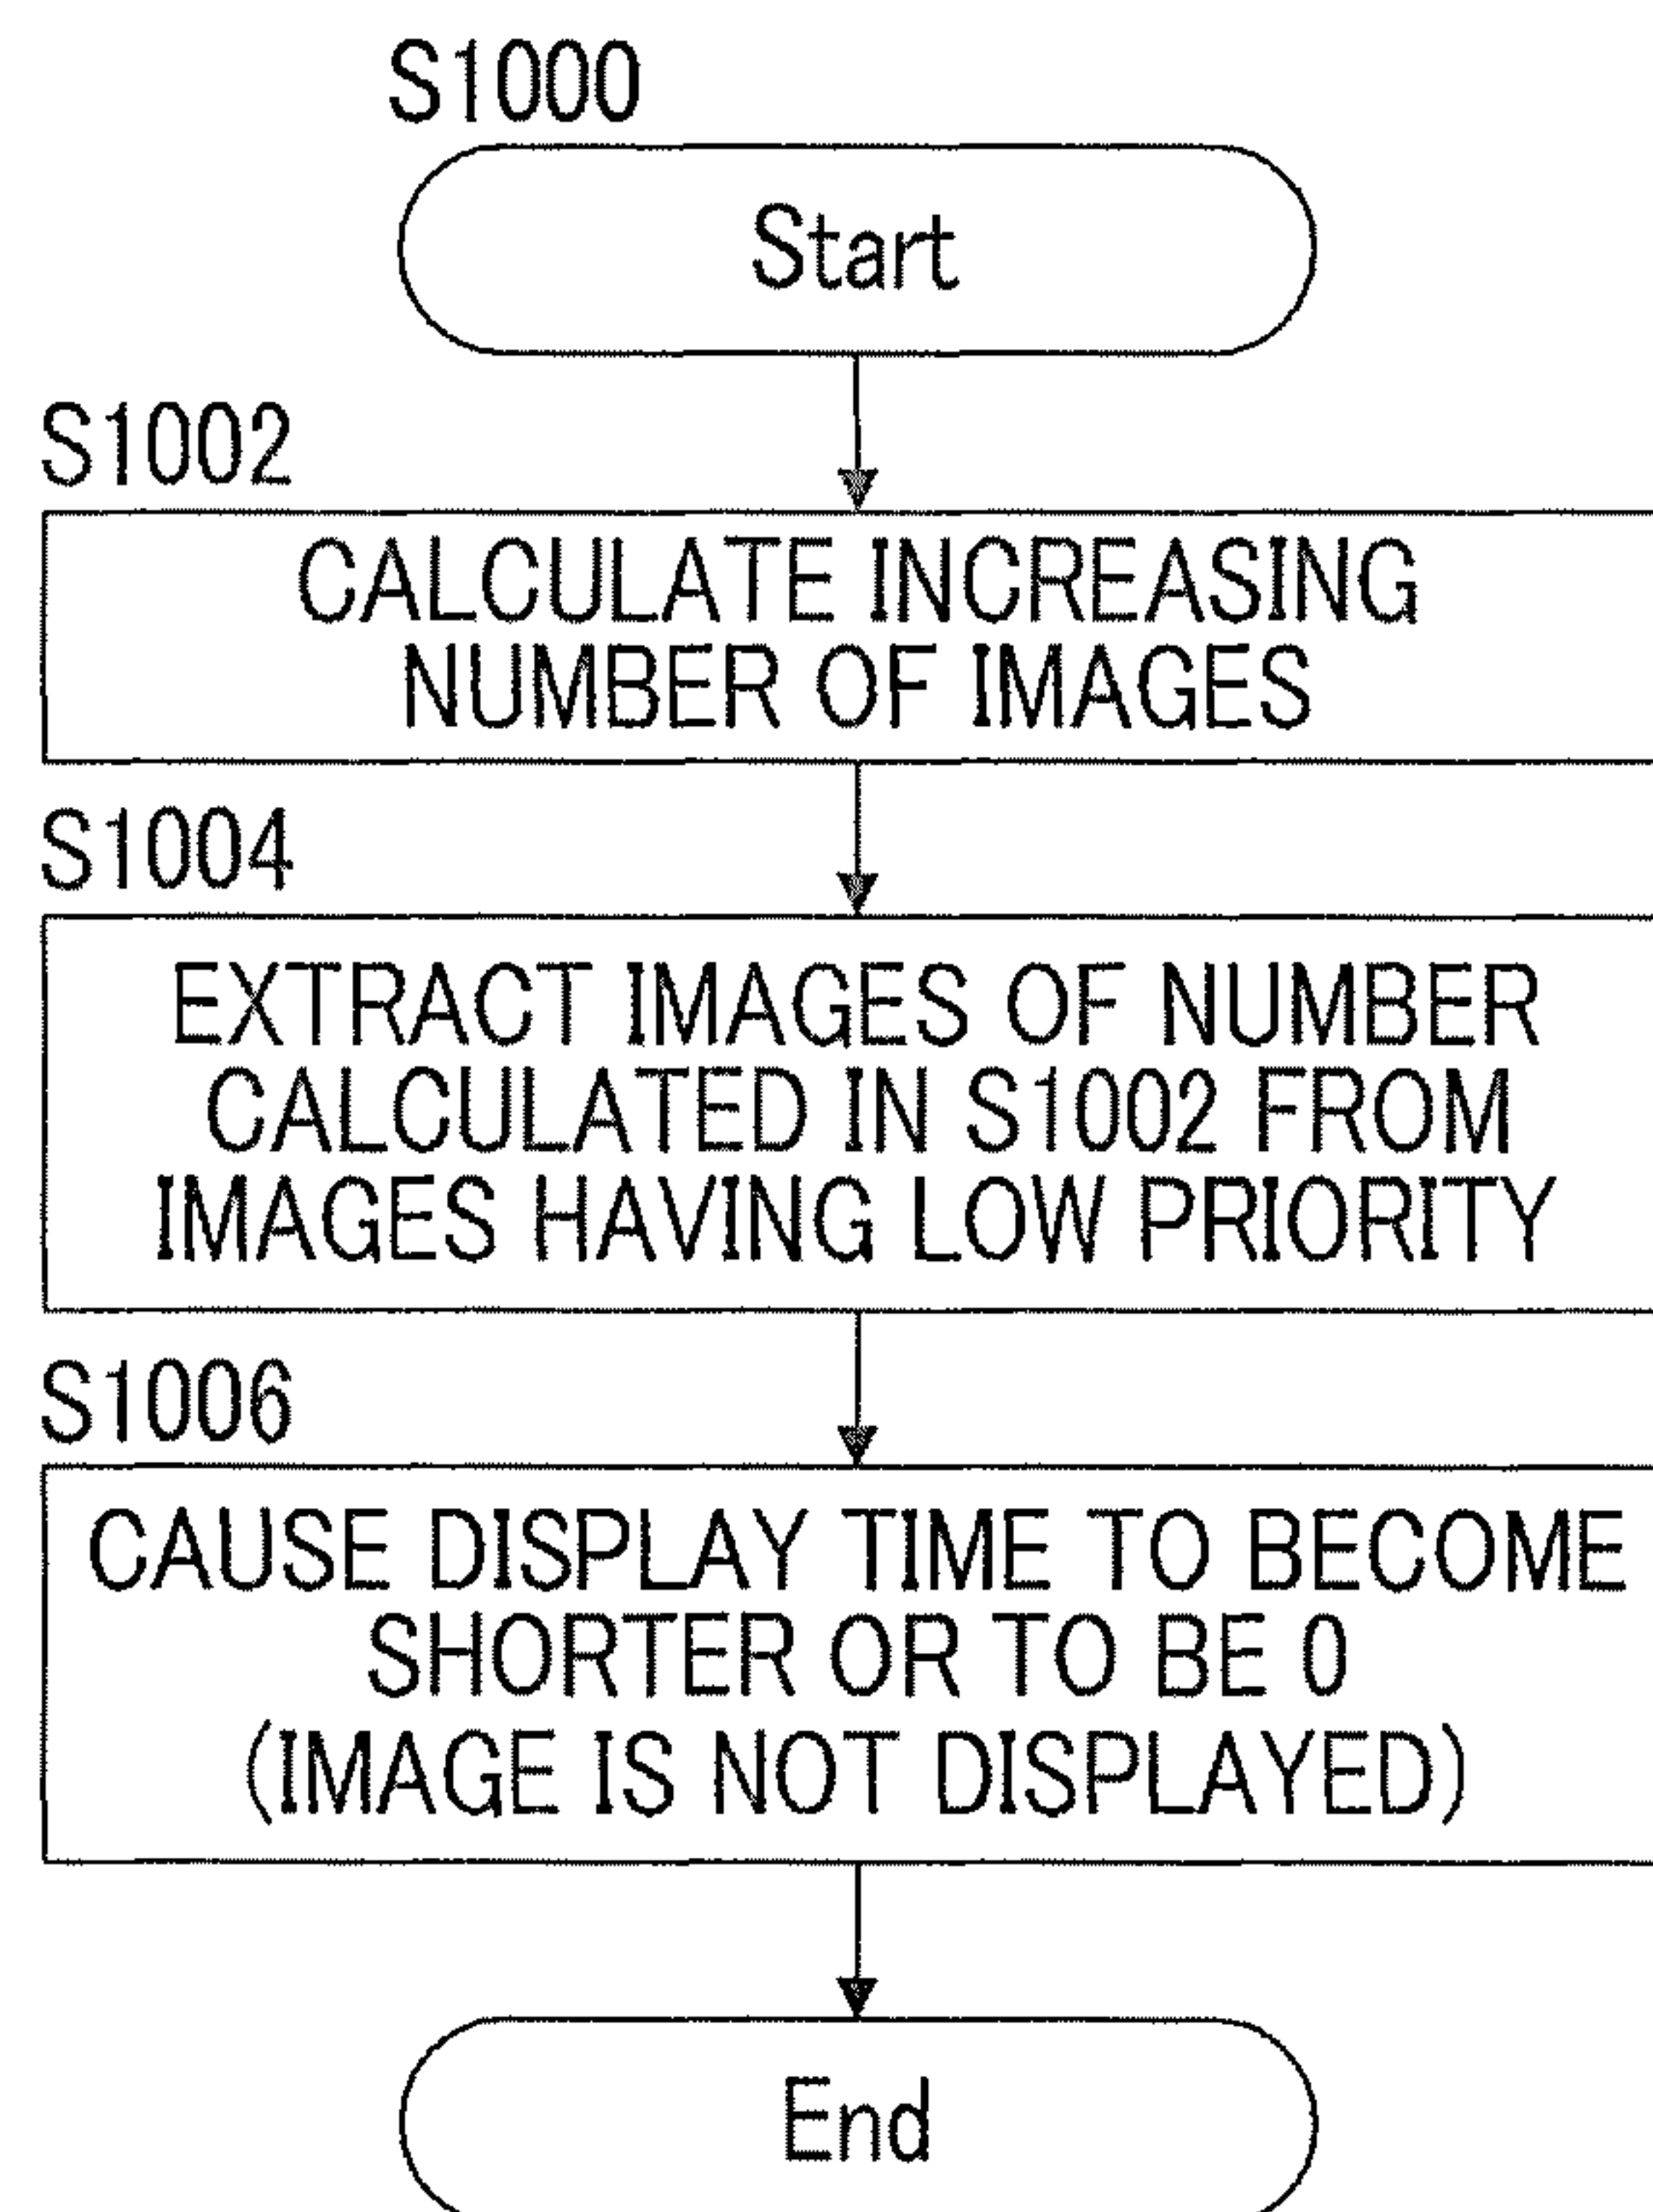 S1000
Start
S1002
CALCULATE INCREASING
NUMBER OF IMAGES
S1004
EXTRACT IMAGES OF NUMBER
CALCULATED IN S1002 FROM
IMAGES HAVING LOW PRIORITY
S1006
CAUSE DISPLAY TIME TO BECOME
SHORTER OR TO BE 0
(IMAGE IS NOT DISPLAYED)
End